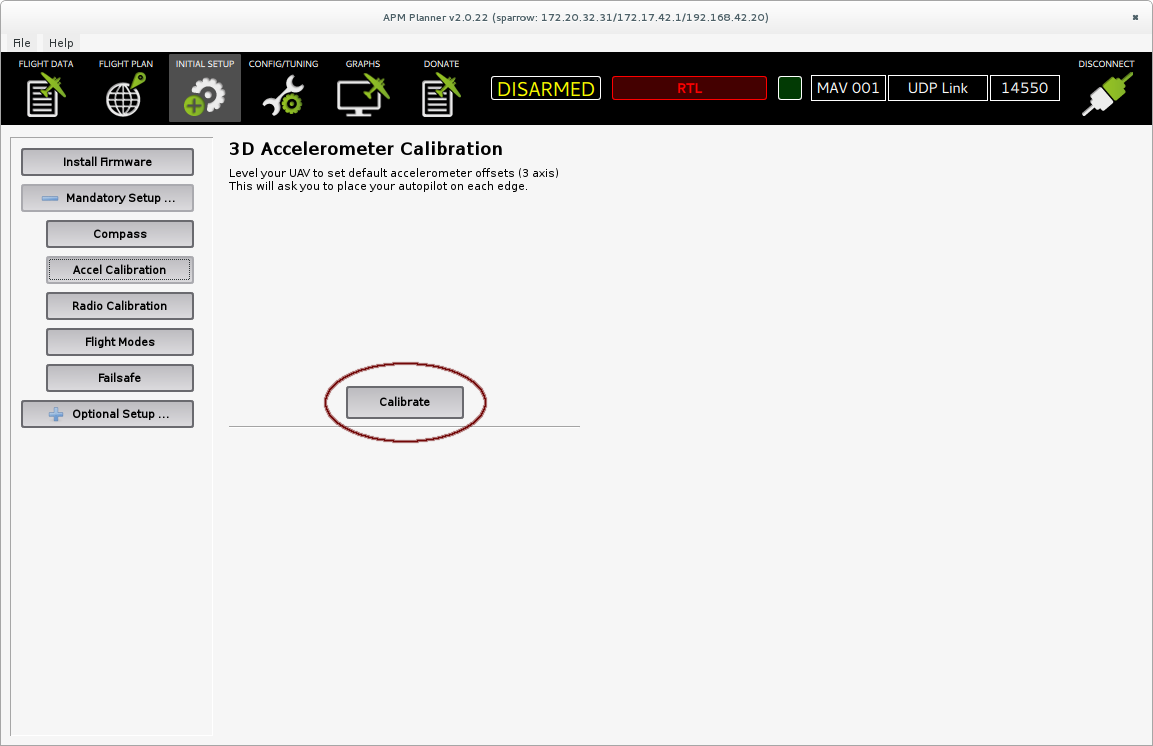 APM Planner v2.0.22 (sparrow: 172.20.32.31/172.17.42.1/192.168.42.20)
File Help
FLIGHT DATA FLIGHT PLAN INITIAL SETUP CONFIG/TUNING GRAPHS DONATE DISCONNECT
DISARMED RTL MAV 001 UDP Link 14550
Install Firmware
Mandatory Setup ...
Compass
Accel Calibration
Radio Calibration
Flight Modes
Failsafe
Optional Setup ...
3D Accelerometer Calibration
Level your UAV to set default accelerometer offsets (3 axis)
This will ask you to place your autopilot on each edge.
Calibrate